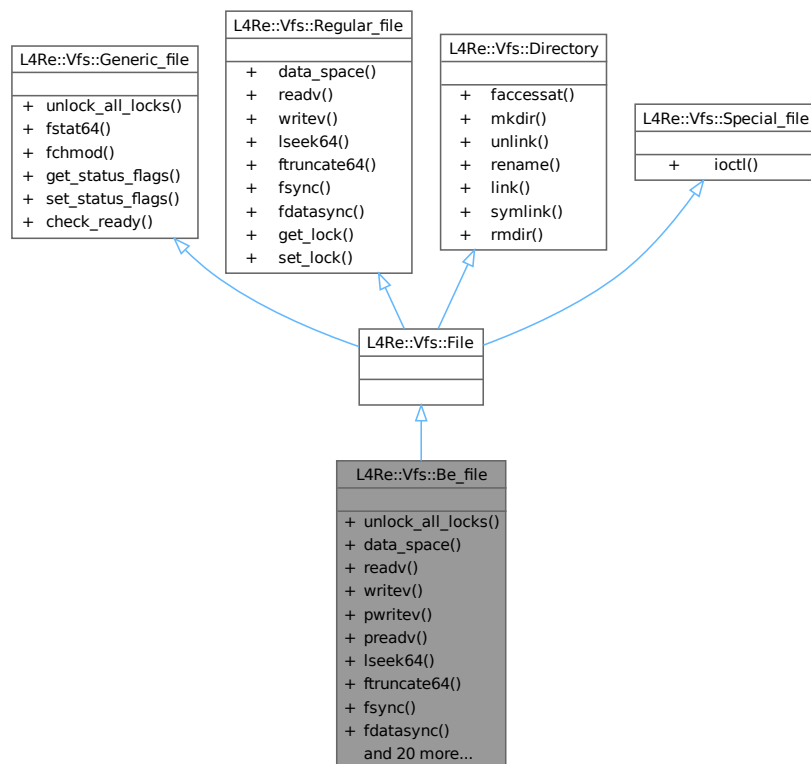 L4Re::Vfs::Generic_file
+ unlock_all_locks()
+ fstat64()
+ fchmod()
+ get_status_flags()
+ set_status_flags()
+ check_ready()
L4Re::Vfs::Regular_file
+ data_space()
+ readv()
+ writev()
+ lseek64()
+ ftruncate64()
+ fsync()
+ fdatasync()
+ get_lock()
+ set_lock()
L4Re::Vfs::Directory
+ faccessat()
+ mkdir()
+ unlink()
+ rename()
+ link()
+ symlink()
+ rmdir()
L4Re::Vfs::Special_file
+ ioctl()
L4Re::Vfs::File
L4Re::Vfs::Be_file
+ unlock_all_locks()
+ data_space()
+ readv()
+ writev()
+ pwritev()
+ preadv()
+ lseek64()
+ ftruncate64()
+ fsync()
+ fdatasync()
and 20 more...